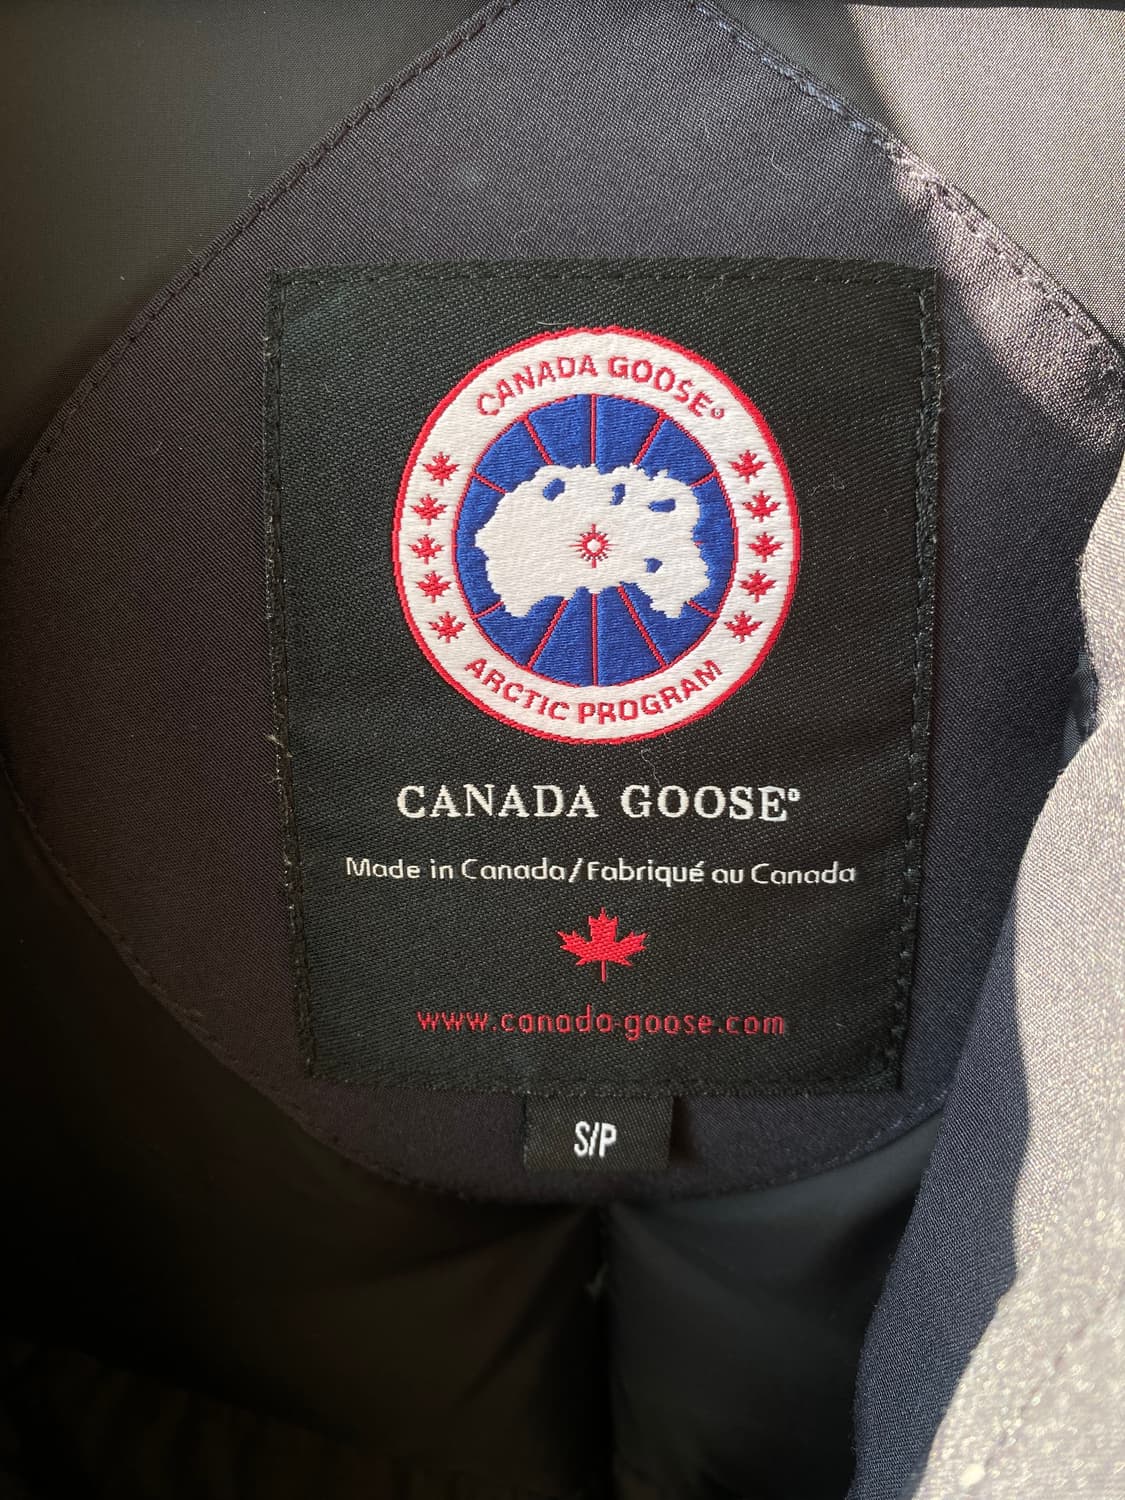 CANADA GOOSE®
ARCTIC PROGRAM
CANADA GOOSE®
Made in Canada/Fabriqué au Canada
www.canada-goose.com
S/P